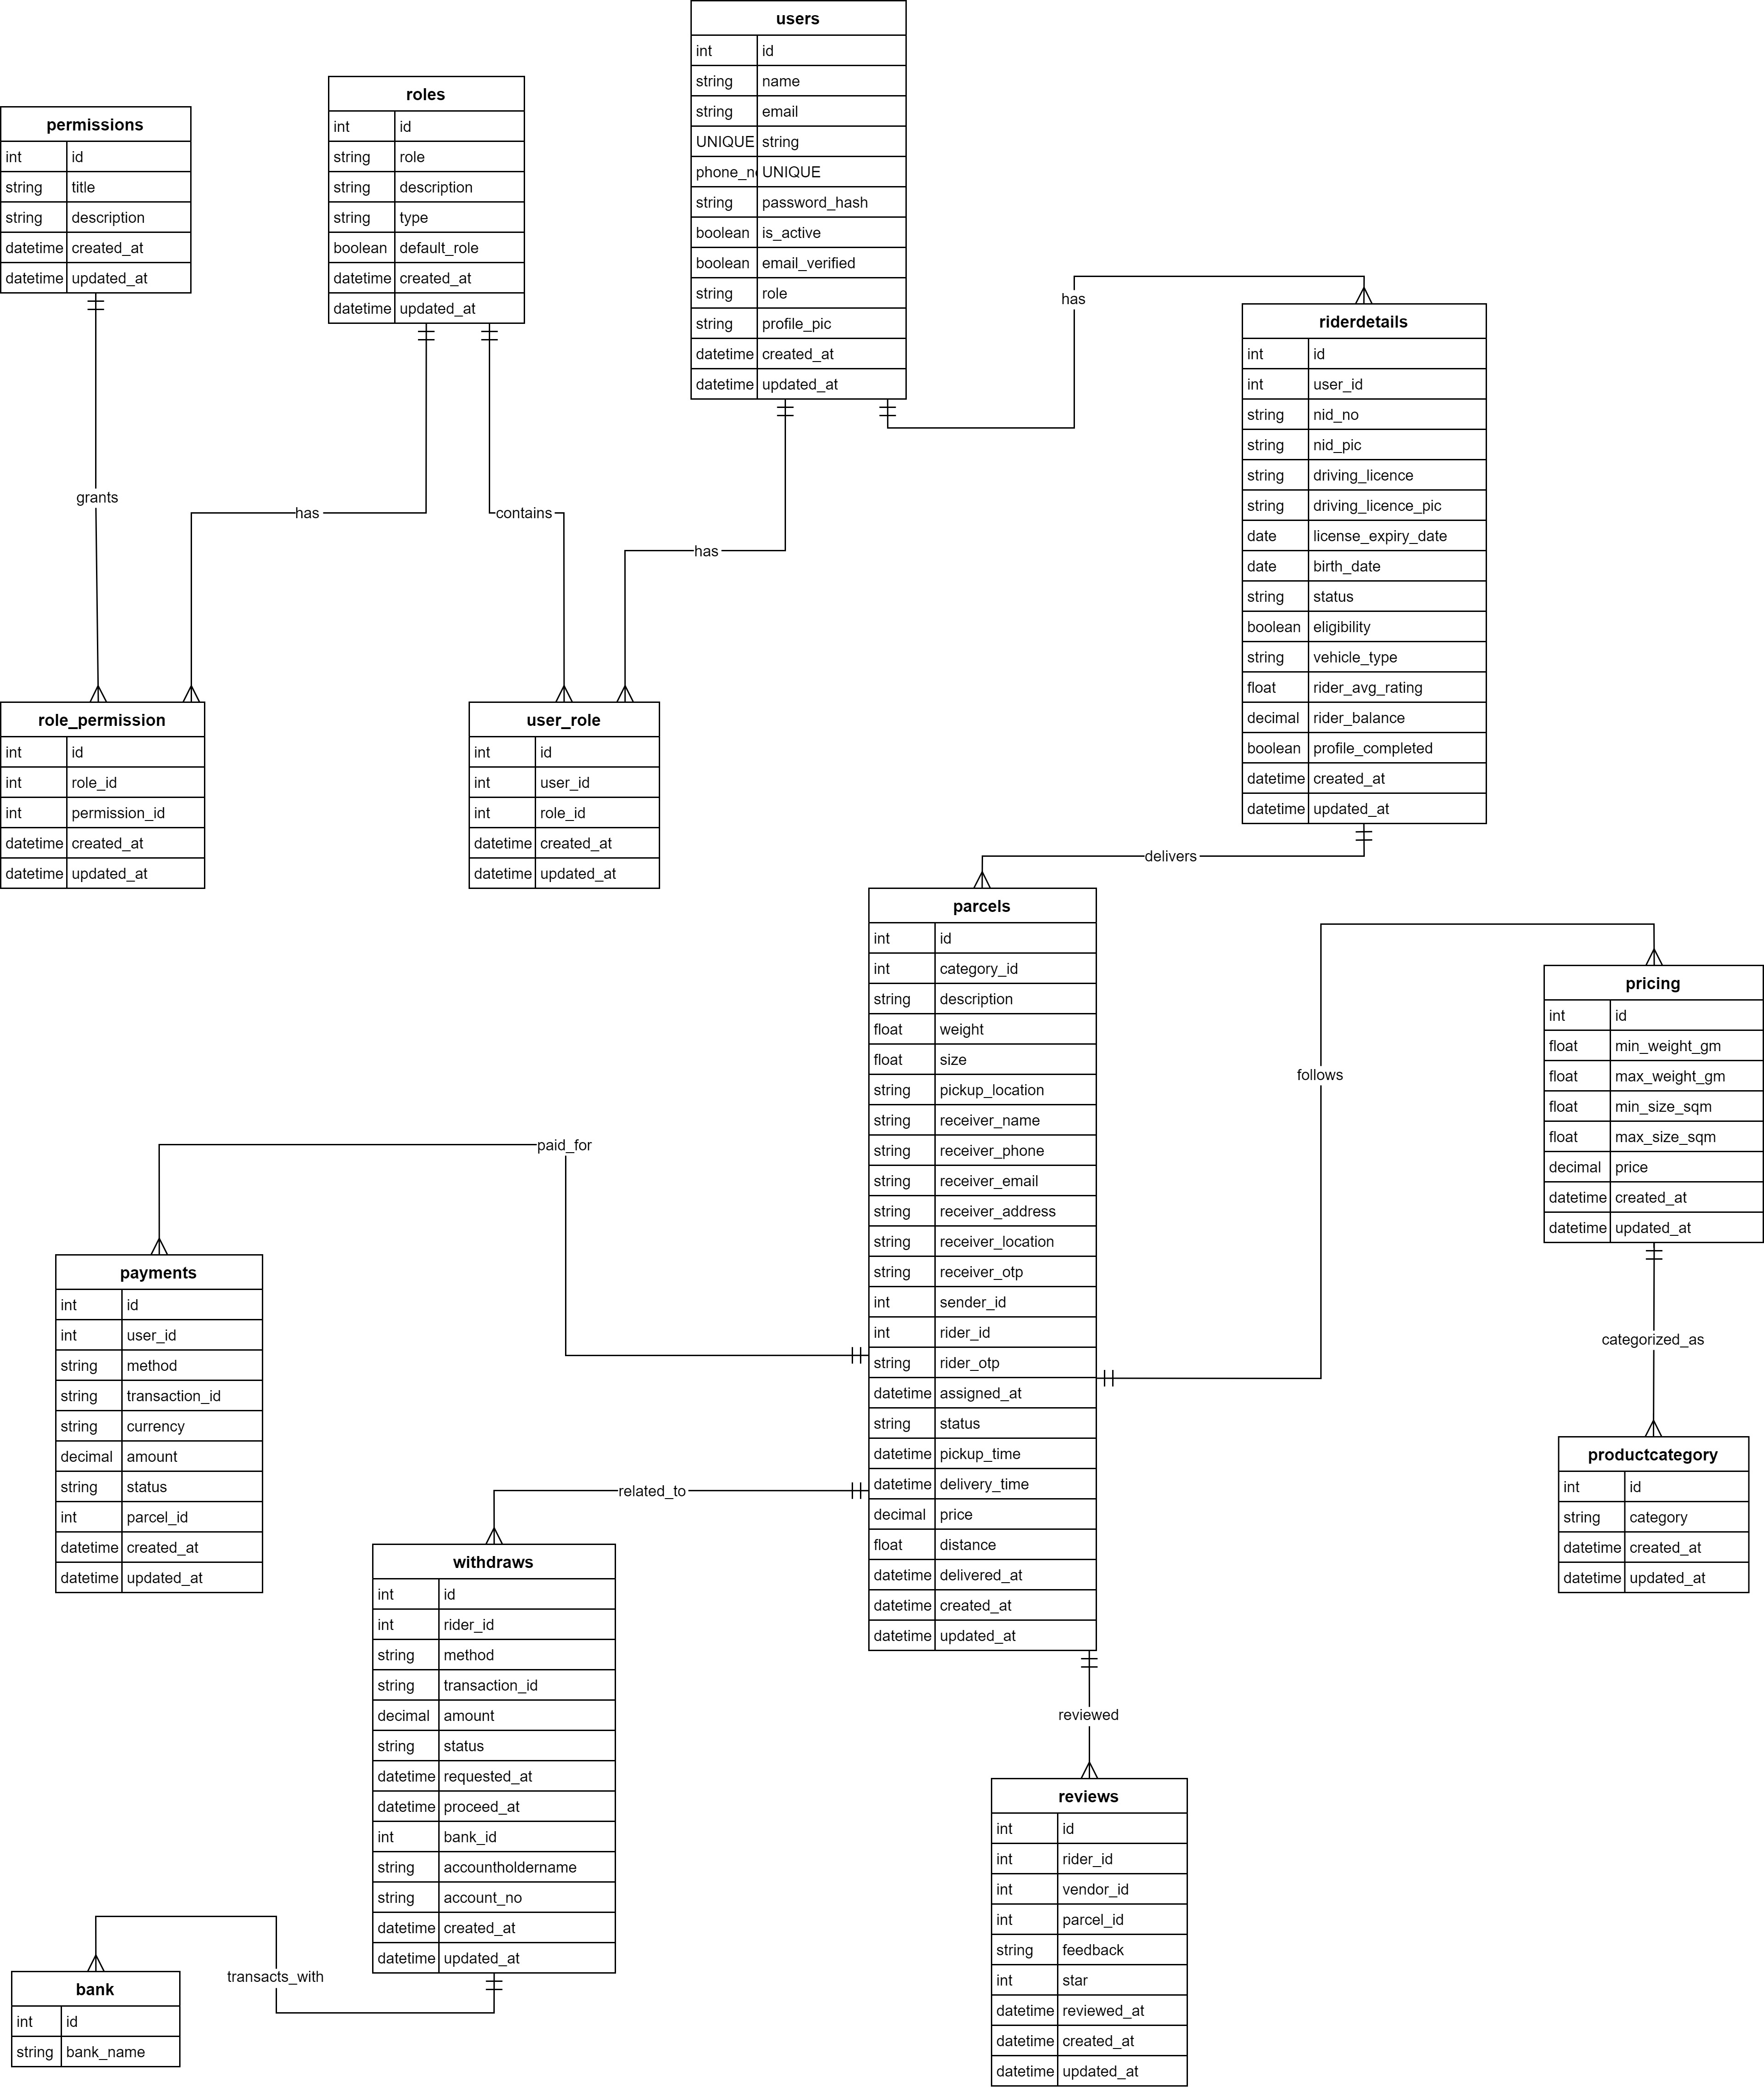 users
int id
string name
string email
UNIQUE string
phone_n UNIQUE
string password_hash
boolean is_active
boolean email_verified
string role
string profile_pic
datetime created_at
datetime updated_at
roles
int id
string role
string description
string type
boolean default_role
datetime created_at
datetime updated_at
permissions
int id
string title
string description
datetime created_at
datetime updated_at
has
riderdetails
int id
int user_id
string nid_no
string nid_pic
string driving_licence
string driving_licence_pic
date license_expiry_date
date birth_date
string status
boolean eligibility
string vehicle_type
float rider_avg_rating
decimal rider_balance
boolean profile_completed
datetime created_at
datetime updated_at
grants
has
contains
has
role_permission
int id
int role_id
int permission_id
datetime created_at
datetime updated_at
user_role
int id
int user_id
int role_id
datetime created_at
datetime updated_at
delivers
parcels
int id
int category_id
string description
float weight
float size
string pickup_location
string receiver_name
string receiver_phone
string receiver_email
string receiver_address
string receiver_location
string receiver_otp
int sender_id
int rider_id
string rider_otp
datetime assigned_at
string status
datetime pickup_time
datetime delivery_time
decimal price
float distance
datetime delivered_at
datetime created_at
datetime updated_at
follows
pricing
int id
float min_weight_gm
float max_weight_gm
float min_size_sqm
float max_size_sqm
decimal price
datetime created_at
datetime updated_at
categorized_as
productcategory
int id
string category
datetime created_at
datetime updated_at
paid_for
payments
int id
int user_id
string method
string transaction_id
string currency
decimal amount
string status
int parcel_id
datetime created_at
datetime updated_at
related_to
withdraws
int id
int rider_id
string method
string transaction_id
decimal amount
string status
datetime requested_at
datetime proceed_at
int bank_id
string accountholdername
string account_no
datetime created_at
datetime updated_at
reviewed
reviews
int id
int rider_id
int vendor_id
int parcel_id
string feedback
int star
datetime reviewed_at
datetime created_at
datetime updated_at
transacts_with
bank
int id
string bank_name